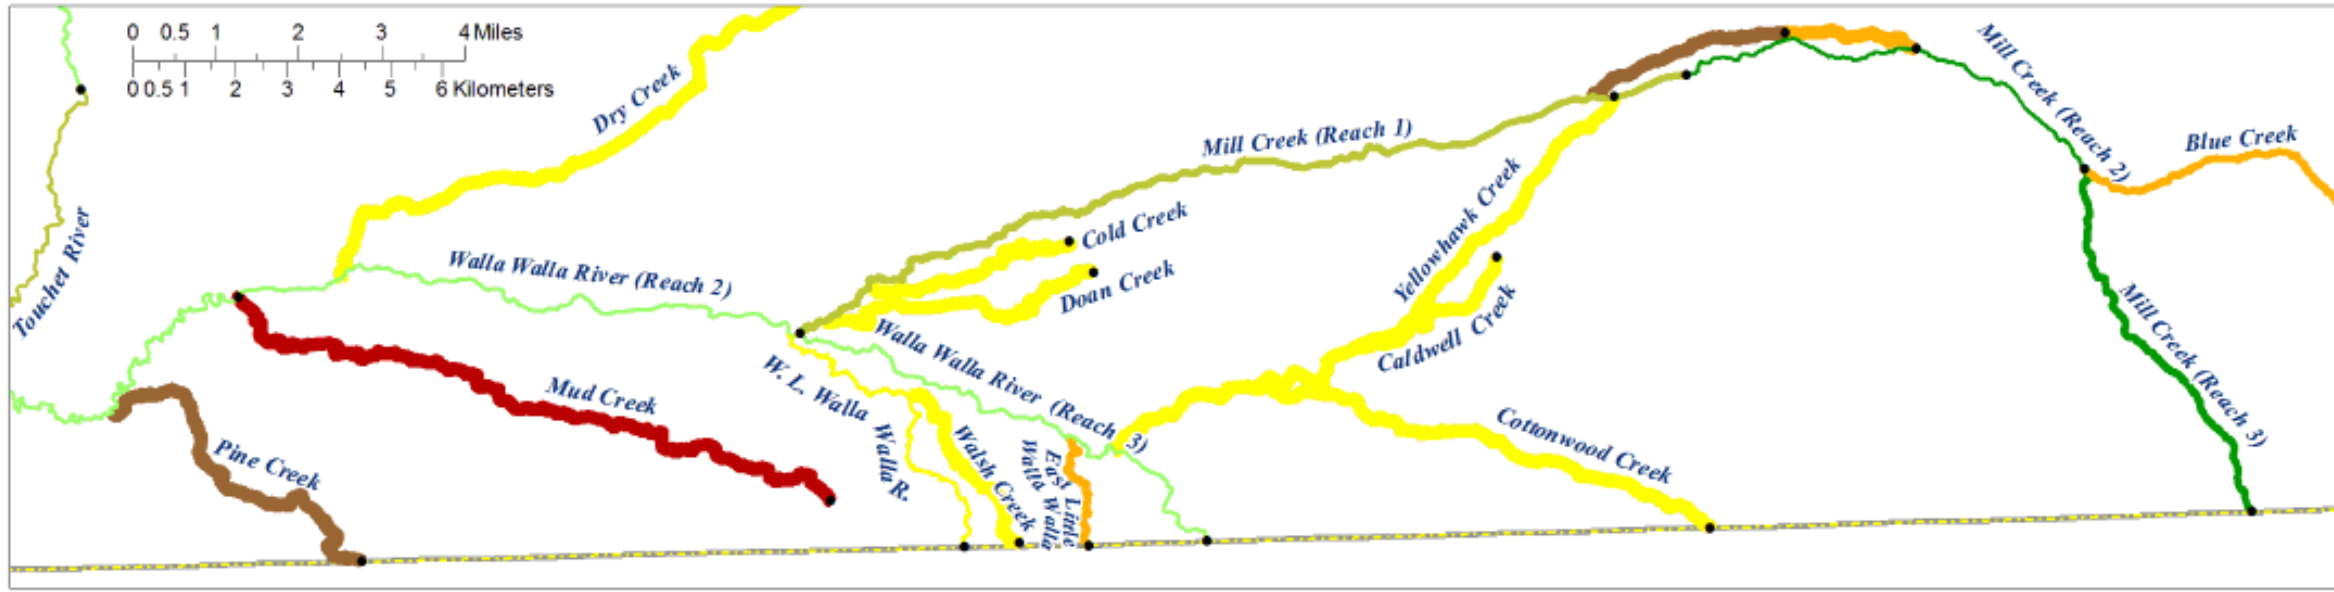 0 0.5 1 2 3 4 Miles
0 0.5 1 2 3 4 5 6 Kilometers
Dry Creek
Touchet River
Walla Walla River (Reach 2)
Mill Creek (Reach 1)
Mill Creek (Reach 2)
Blue Creek
Cold Creek
Doan Creek
Yellowhawk Creek
Caldwell Creek
Mill Creek (Reach 3)
Walla Walla River (Reach 3)
W. L. Walla Walla R.
Mud Creek
Pine Creek
Walsh Creek
East Little
Walla Walla
Cottonwood Creek